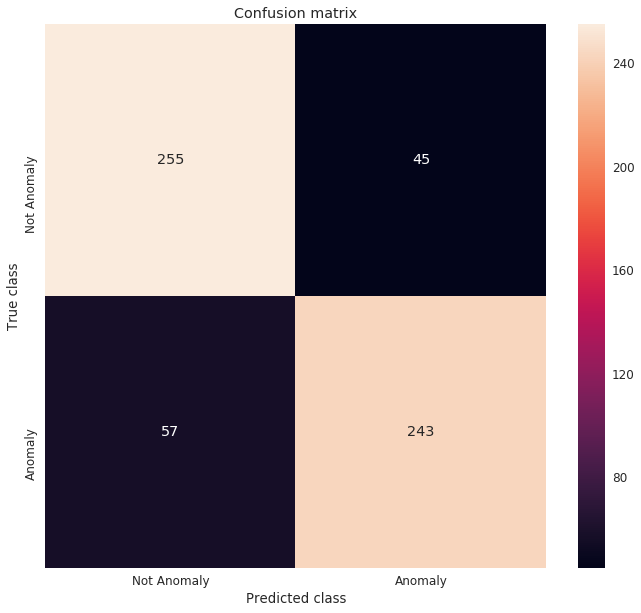 Confusion matrix
True class
Not Anomaly
255
45
Anomaly
57
243
Not Anomaly
Anomaly
Predicted class
240
200
160
120
80